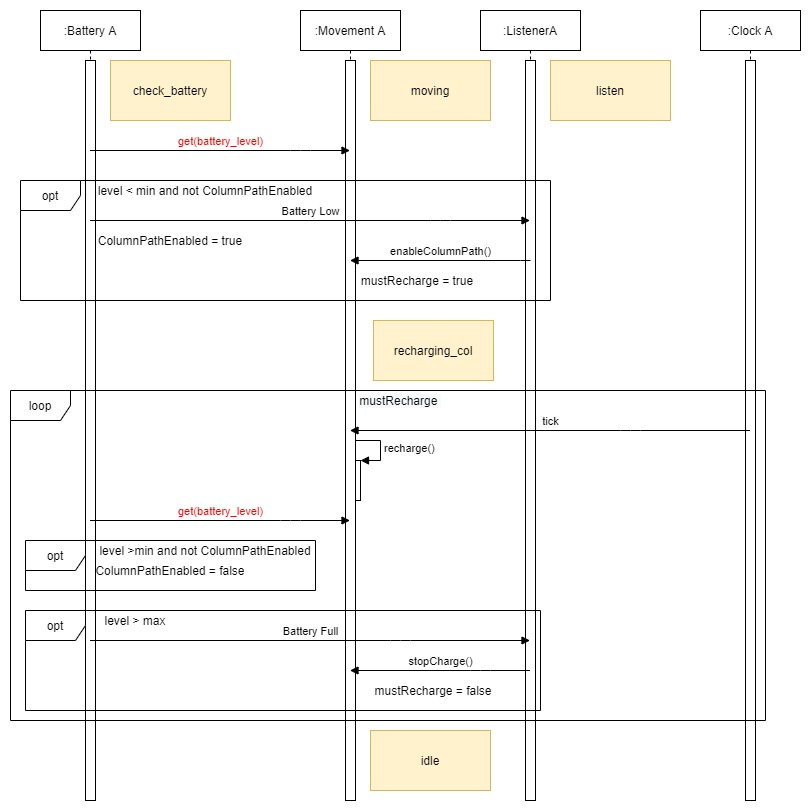 :Battery A
:Movement A
:ListenerA
:Clock A
check_battery
moving
listen
get(battery_level)
opt
level < min and not ColumnPathEnabled
Battery Low
ColumnPathEnabled = true
enableColumnPath()
mustRecharge = true
recharging_col
loop
mustRecharge
tick
recharge()
get(battery_level)
opt
level >min and not ColumnPathEnabled
ColumnPathEnabled = false
opt
level > max
Battery Full
stopCharge()
mustRecharge = false
idle